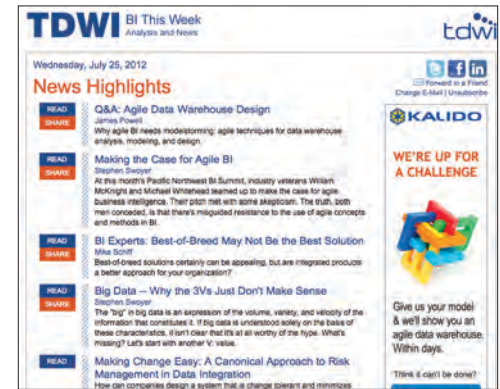 TDWI
BI This Week
Analysis and News
tdwi
Wednesday, July 25, 2012
Forward to a Friend
Change E-Mail | Unsubscribe
News Highlights
READ
SHARE
Q&A: Agile Data Warehouse Design
James Powell
Why agile BI needs modelstorming: agile techniques for data warehouse
analysis, modeling, and design.
READ
SHARE
Making the Case for Agile BI
Stephen Swoyer
At this month's Pacific Northwest BI Summit, industry veterans William
McKnight and Michael Whitehead teamed up to make the case for agile
business intelligence. Their pitch met with some skepticism. The truth, both
men conceded, is that there's misguided resistance to the use of agile concepts
and methods in BI.
READ
SHARE
BI Experts: Best-of-Breed May Not Be the Best Solution
Mike Schiff
Best-of-breed solutions certainly can be appealing, but are integrated products
a better approach for your organization?
READ
SHARE
Big Data – Why the 3Vs Just Don't Make Sense
Stephen Swoyer
The "big" in big data is an expression of the volume, variety, and velocity of the
information that constitutes it. If big data is understood solely on the basis of
these characteristics, it isn't clear that it's at all worthy of the hype. What's
missing? Let's start with another V: value.
READ
Making Change Easy: A Canonical Approach to Risk
Management in Data Integration
How can companies design a system that is change tolerant and minimizes
KALIDO
WE'RE UP FOR
A CHALLENGE
Give us your model
& we'll show you an
agile data warehouse.
Within days.
Think it can't be done?